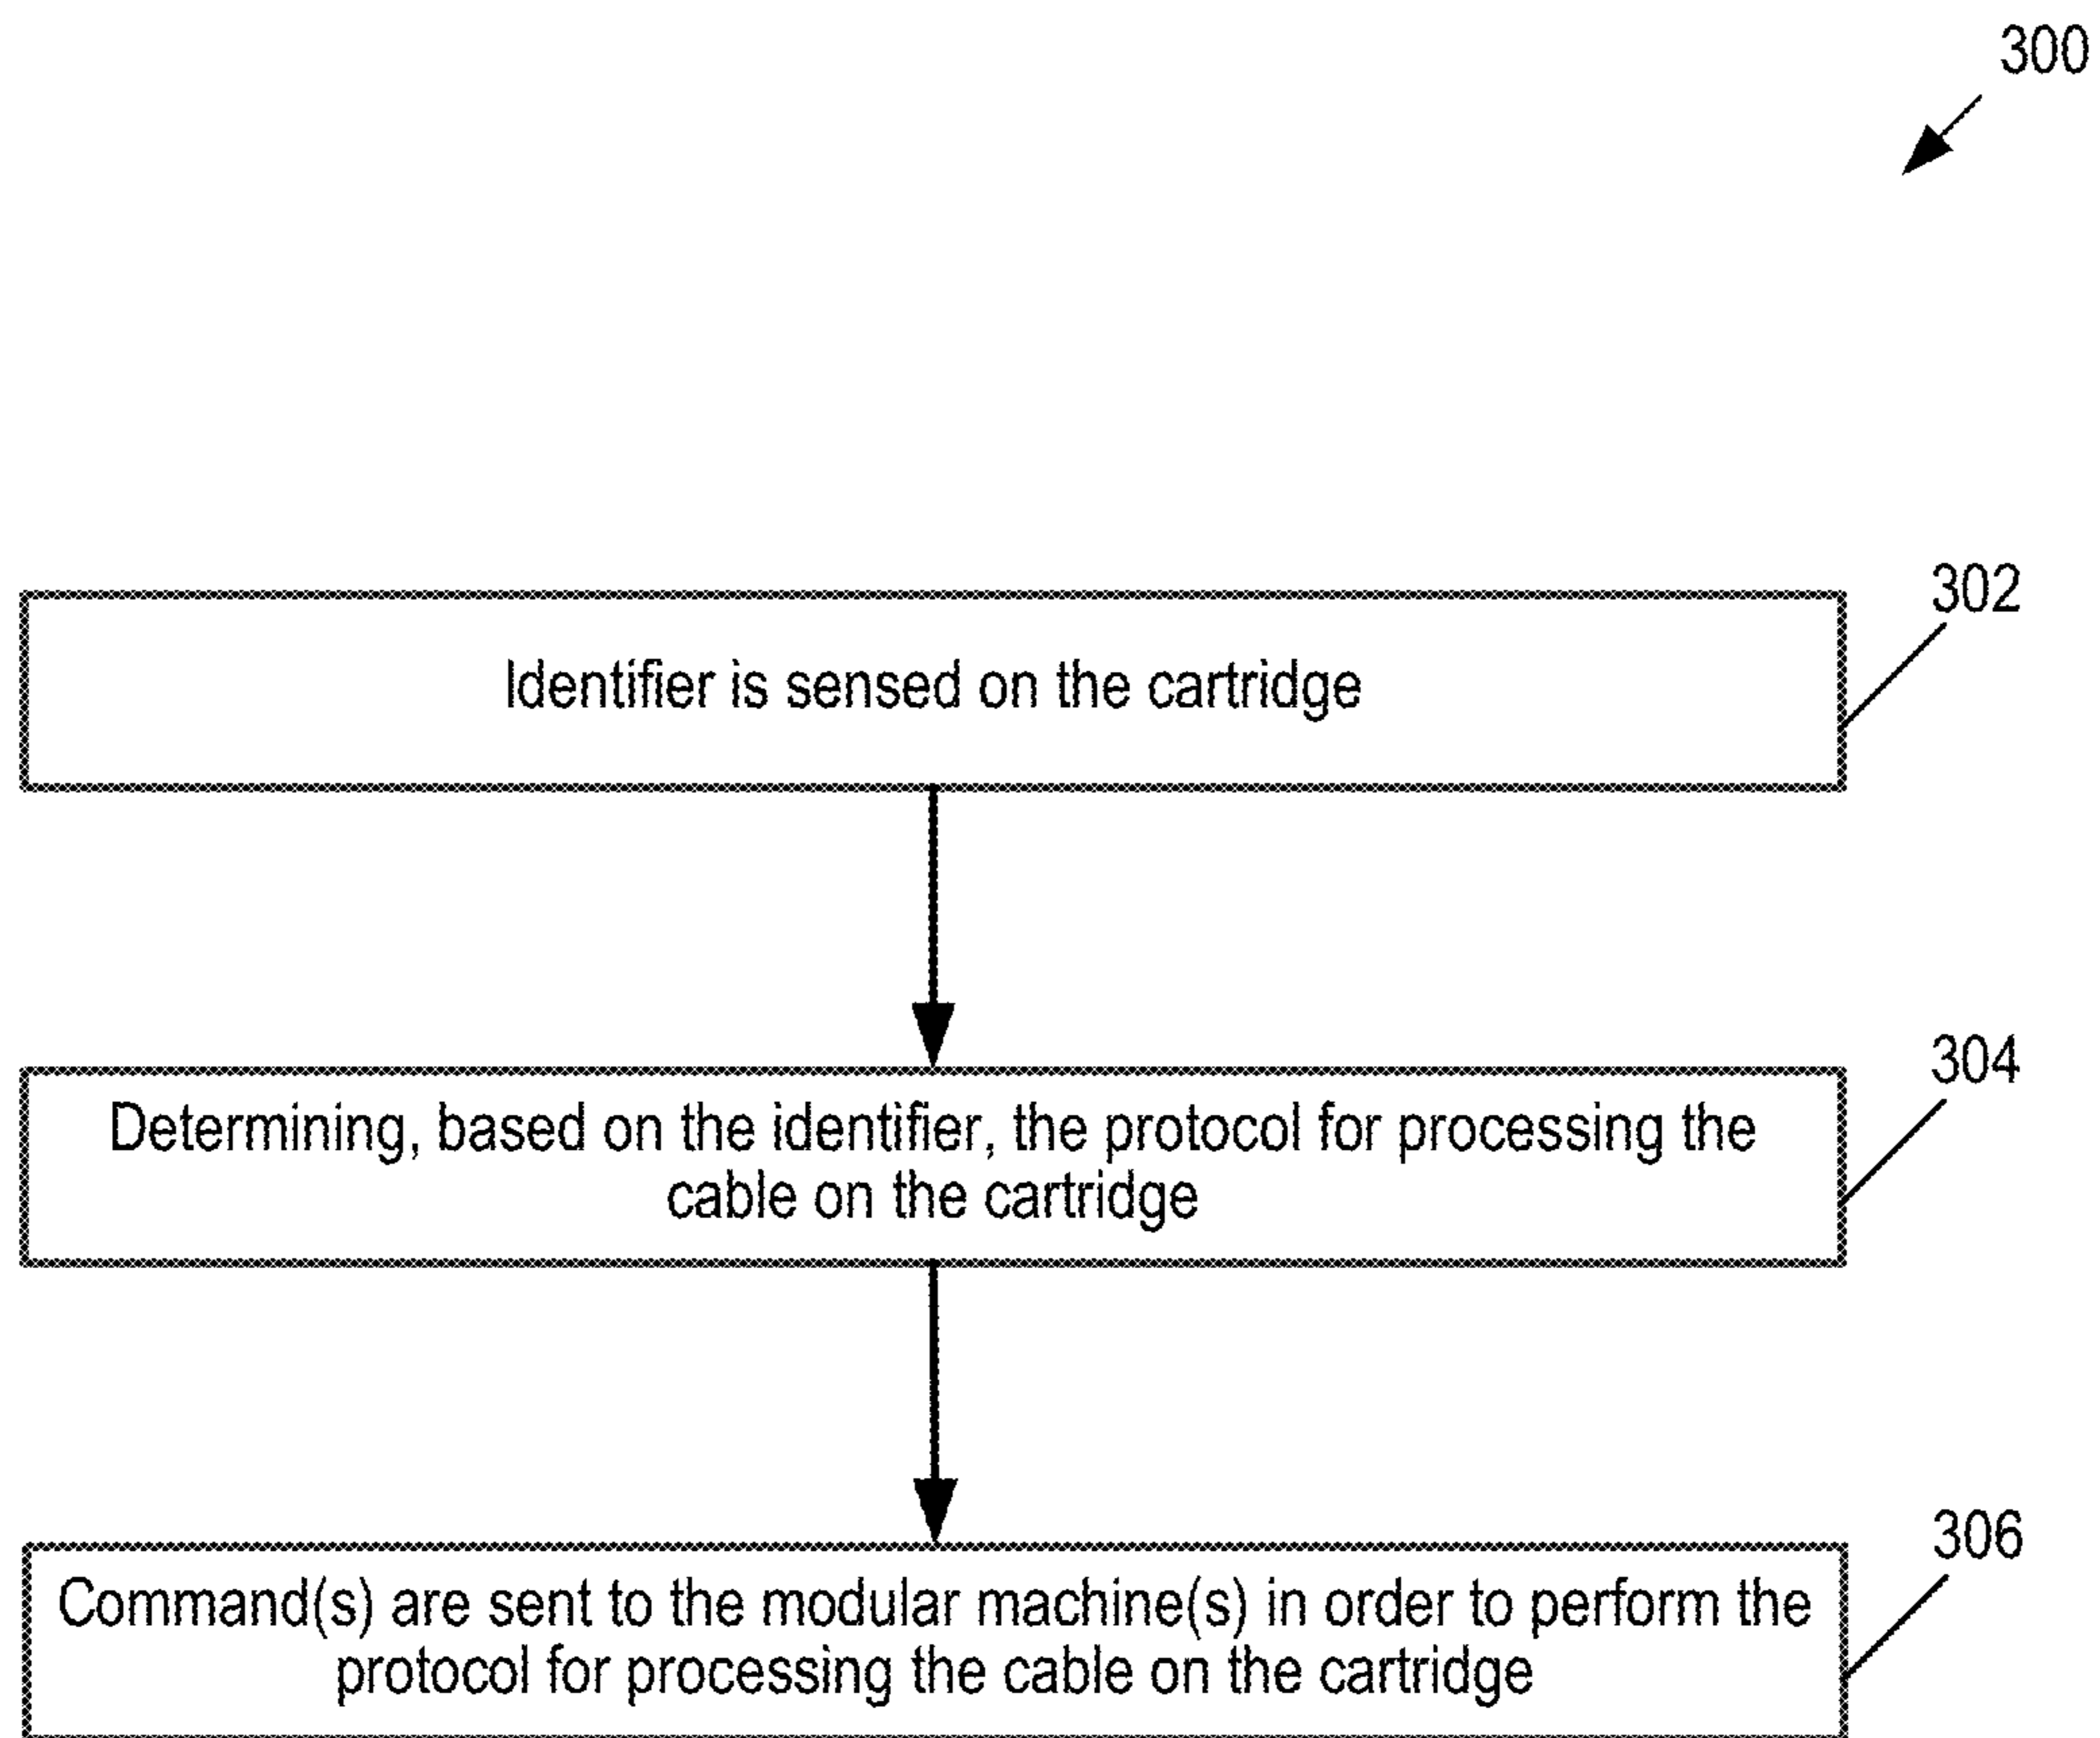 300
302
Identifier is sensed on the cartridge
304
Determining, based on the identifier, the protocol for processing the
cable on the cartridge
306
Command(s) are sent to the modular machine(s) in order to perform the
protocol for processing the cable on the cartridge